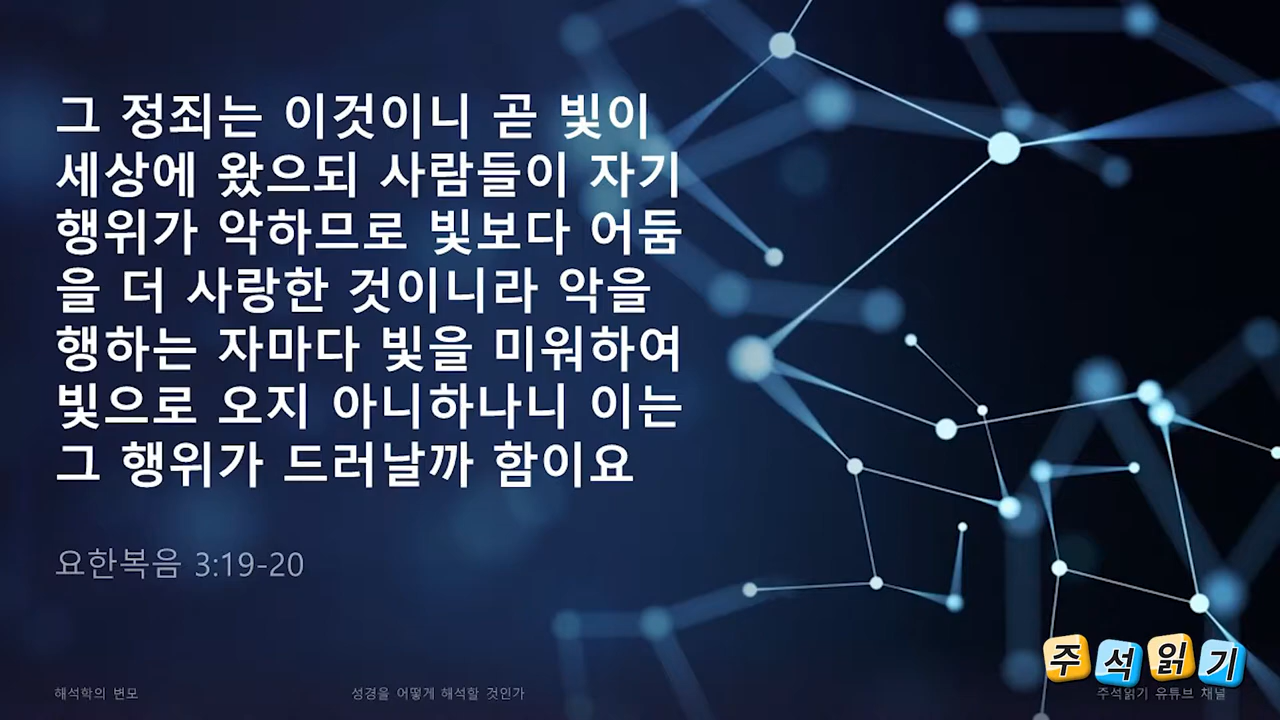 그 정죄는 이것이니 곧 빛이
세상에 왔으되 사람들이 자기
행위가 악하므로 빛보다 어둠
을 더 사랑한 것이니라 악을
행하는 자마다 빛을 미워하여
빛으로 오지 아니하나니 이는
그 행위가 드러날까 함이요
요한복음 3:19-20
주석읽기
해석학의 변모
성경을 어떻게 해석할 것인가
주석읽기 유튜브 채널